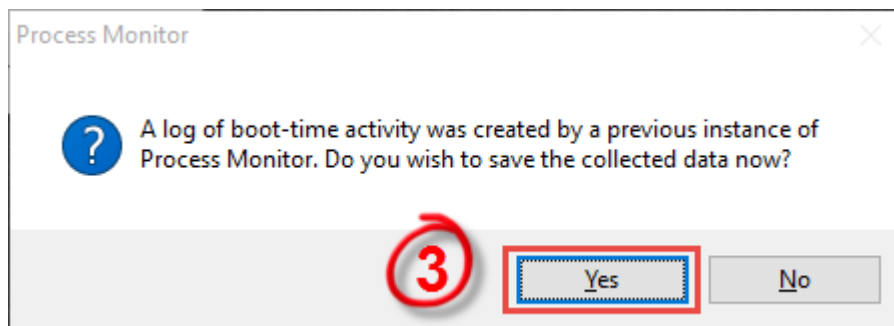 Process Monitor
?
A log of boot-time activity was created by a previous instance of
Process Monitor. Do you wish to save the collected data now?
3
Yes
No